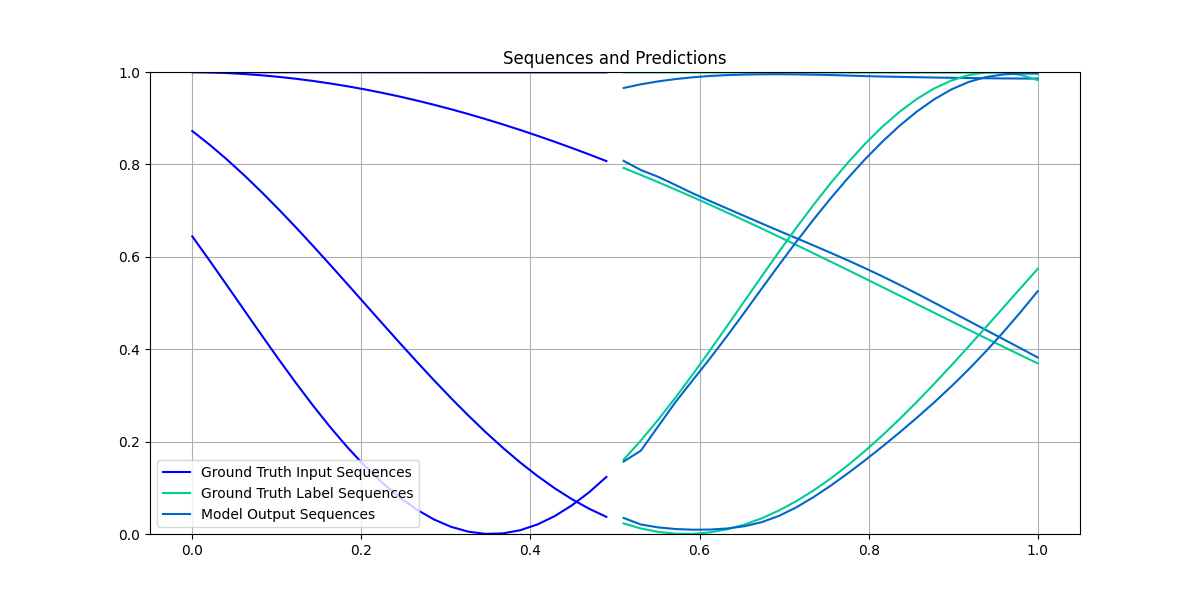 Sequences and Predictions
1.0
0.8
0.6
0.4
0.2
0.0
Ground Truth Input Sequences
Ground Truth Label Sequences
Model Output Sequences
0.0 0.2 0.4 0.6 0.8 1.0